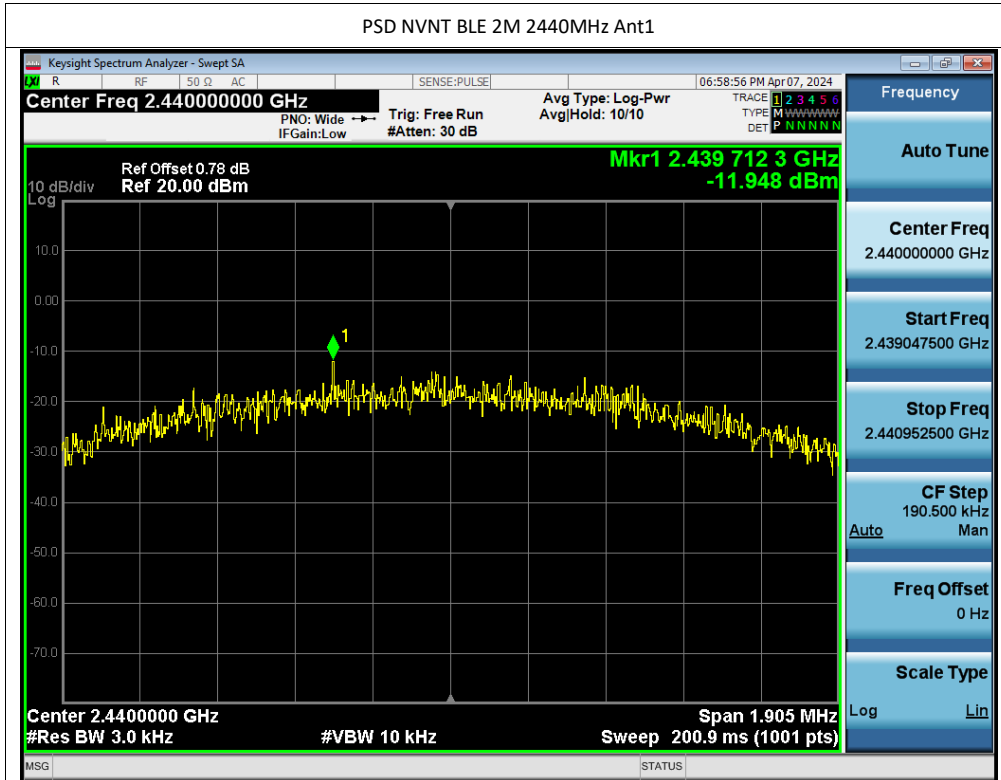 PSD NVNT BLE 2M 2440MHz Ant1
Keysight Spectrum Analyzer - Swept SA
LXI R RF 50 Ω AC SENSE:PULSE 06:58:56 PM Apr 07, 2024
Center Freq 2.440000000 GHz
PNO: Wide
IFGain:Low
Trig: Free Run
#Atten: 30 dB
Avg Type: Log-Pwr
Avg|Hold: 10/10
TRACE 1 2 3 4 5 6
TYPE M W W W W W
DET P N N N N N
Mkr1 2.439 712 3 GHz
-11.948 dBm
Ref Offset 0.78 dB
10 dB/div Ref 20.00 dBm
Log
10.0
0.00
-10.0
-20.0
-30.0
-40.0
-50.0
-60.0
-70.0
1
Center 2.4400000 GHz Span 1.905 MHz
#Res BW 3.0 kHz #VBW 10 kHz Sweep 200.9 ms (1001 pts)
MSG STATUS
Frequency
Auto Tune
Center Freq
2.440000000 GHz
Start Freq
2.439047500 GHz
Stop Freq
2.440952500 GHz
CF Step
190.500 kHz
Auto Man
Freq Offset
0 Hz
Scale Type
Log Lin